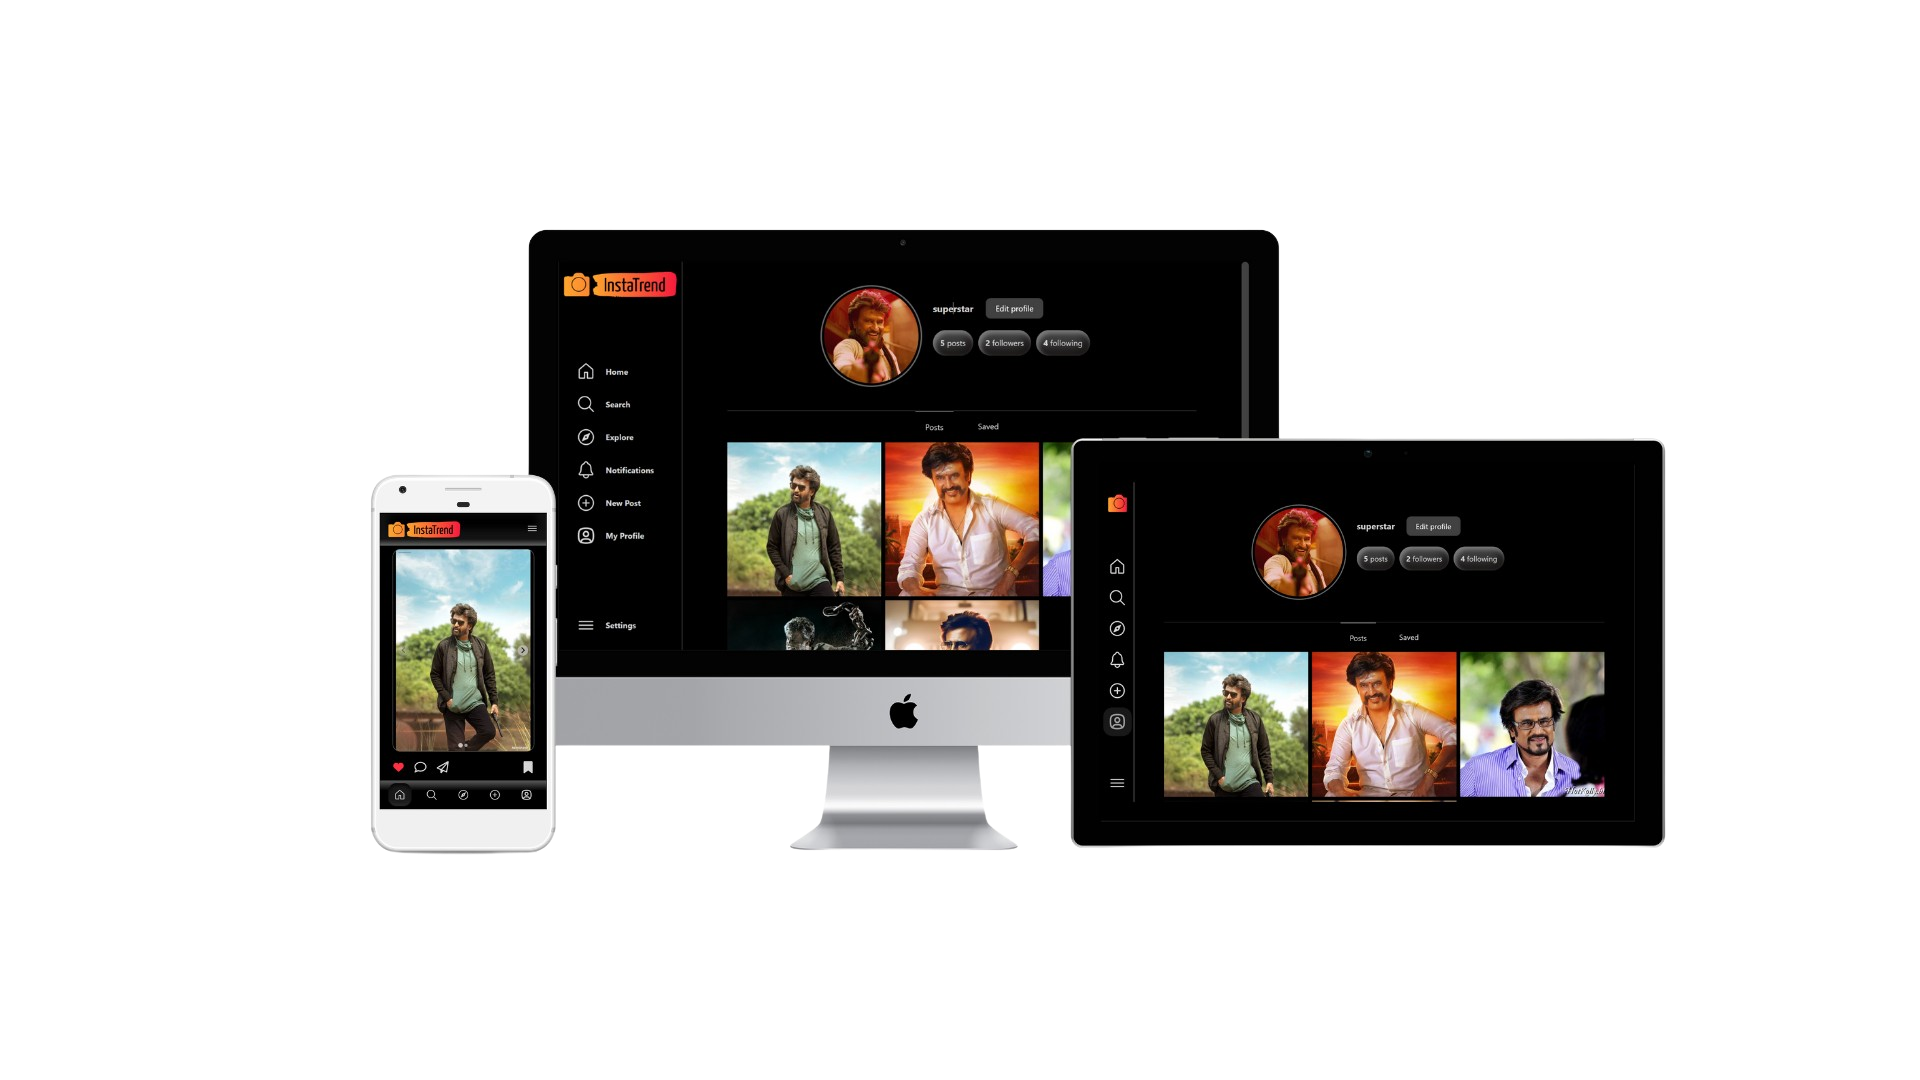 InstaTrend
superstar Edit profile
5 posts 2 followers 4 following
Home
Search
Explore
Notifications
New Post
My Profile
Settings
Posts Saved
InstaTrend
superstar Edit profile
5 posts 2 followers 4 following
Posts Saved